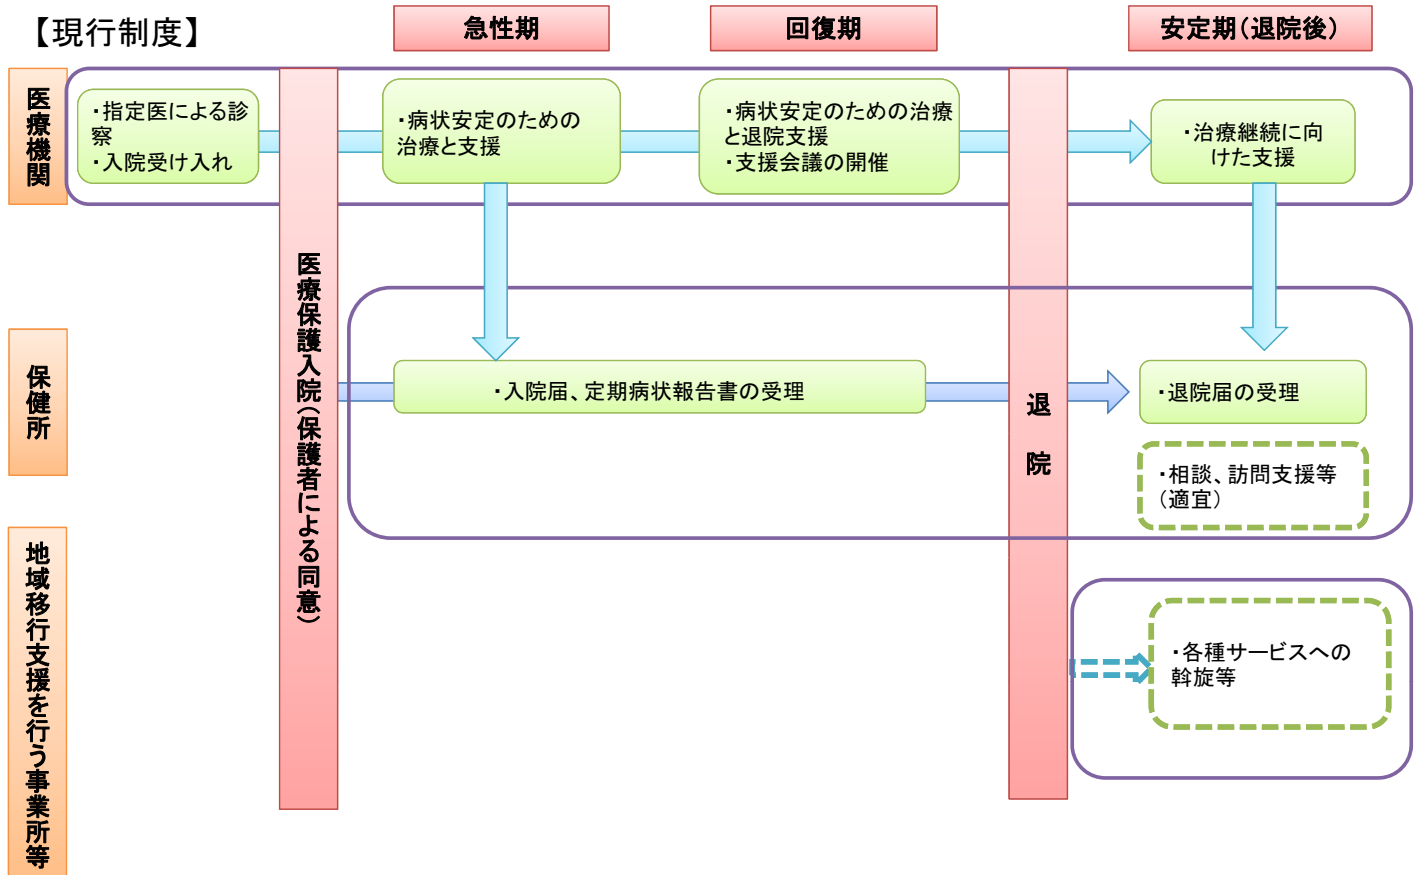 【現行制度】
急性期
回復期
安定期(退院後)
医療機関
・指定医による診
察
・入院受け入れ
・病状安定のための
治療と支援
・病状安定のための治療
と退院支援
・支援会議の開催
・治療継続に向
けた支援
医療保護入院(保護者による同意)
退院
保健所
・入院届、定期病状報告書の受理
・退院届の受理
・相談、訪問支援等
(適宜)
地域移行支援を行う事業所等
・各種サービスへの
斡旋等